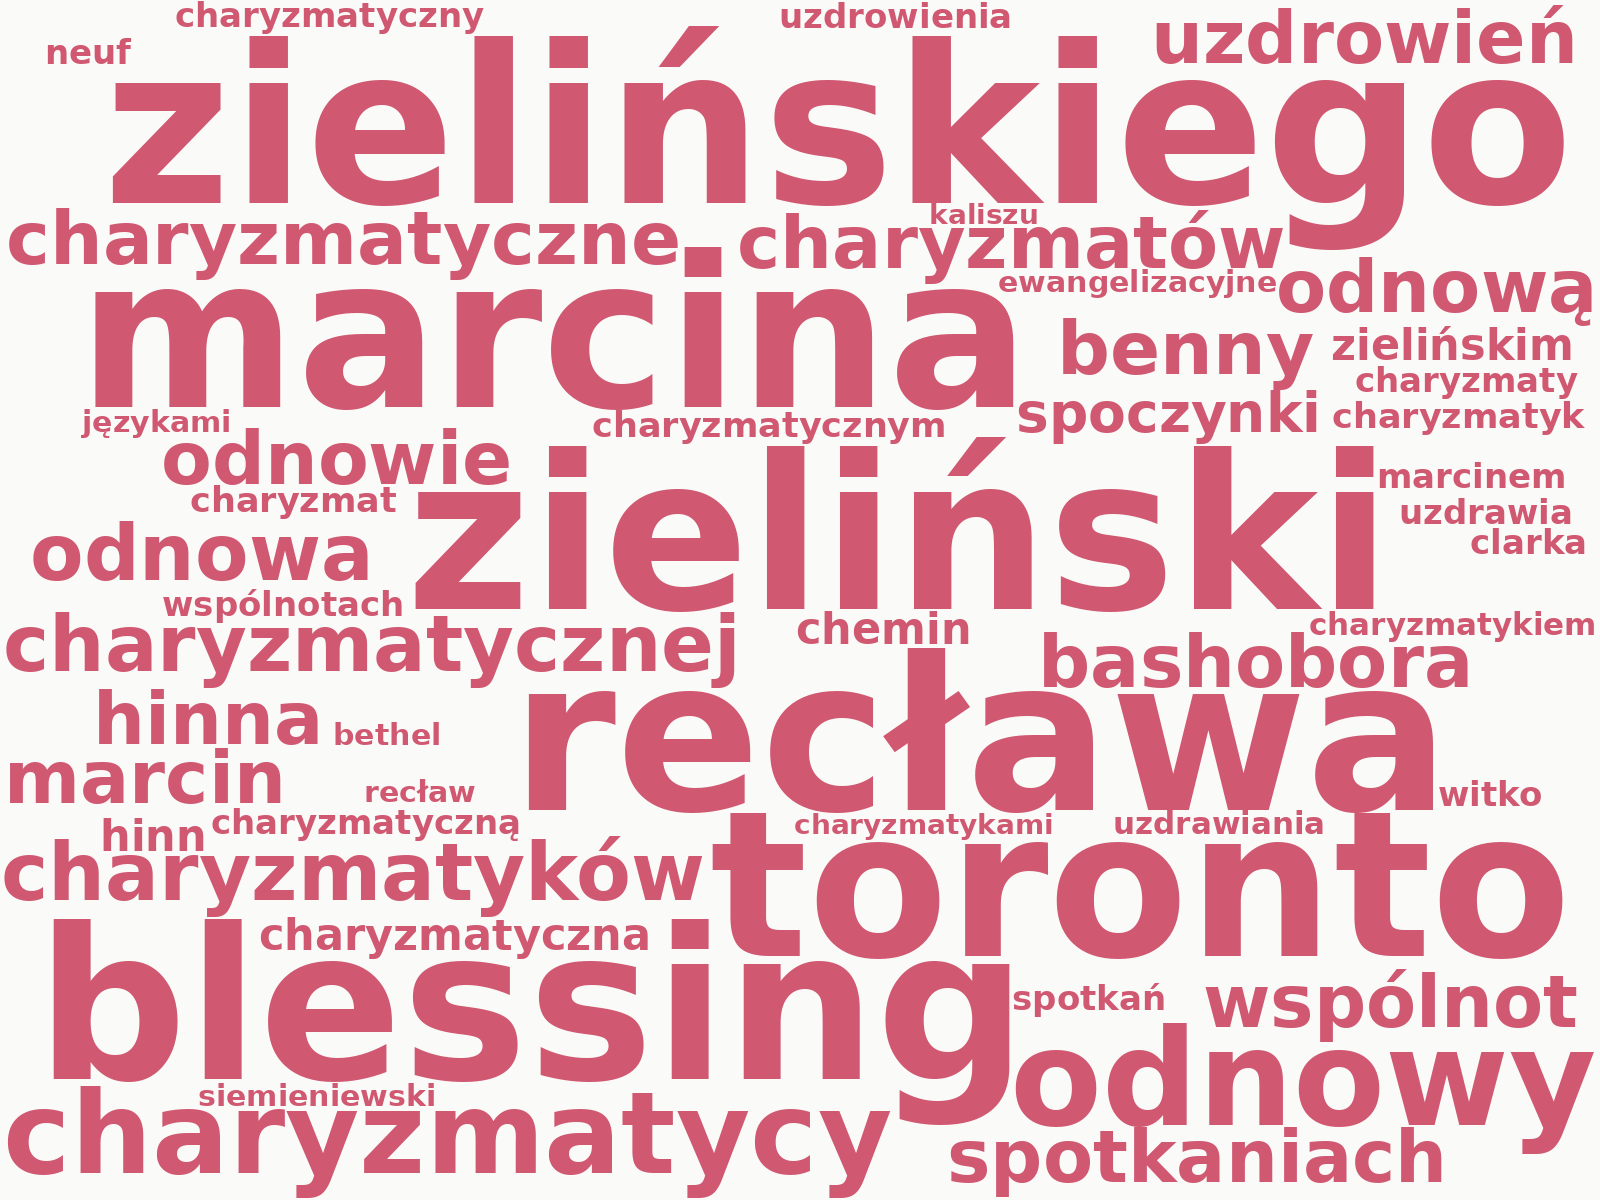 charyzmatyczny
uzdrowienia
uzdrowień
neuf
zielińskiego
charyzmatyczne
kaliszu
charyzmatów
ewangelizacyjne
odnową
marcina
benny
zielińskim
charyzmaty
językami
charyzmatycznym
spoczynki
charyzmatyk
odnowie
zieliński
marcinem
charyzmat
uzdrawia
odnowa
clarka
wspólnotach
charyzmatycznej
chemin
charyzmatykiem
bashobora
hinna
bethel
recława
marcin
recław
witko
hinn
charyzmatyczną
charyzmatykami
uzdrawiania
charyzmatyków
toronto
charyzmatyczna
blessing
spotkań
wspólnot
odnowy
siemieniewski
charyzmatycy
spotkaniach